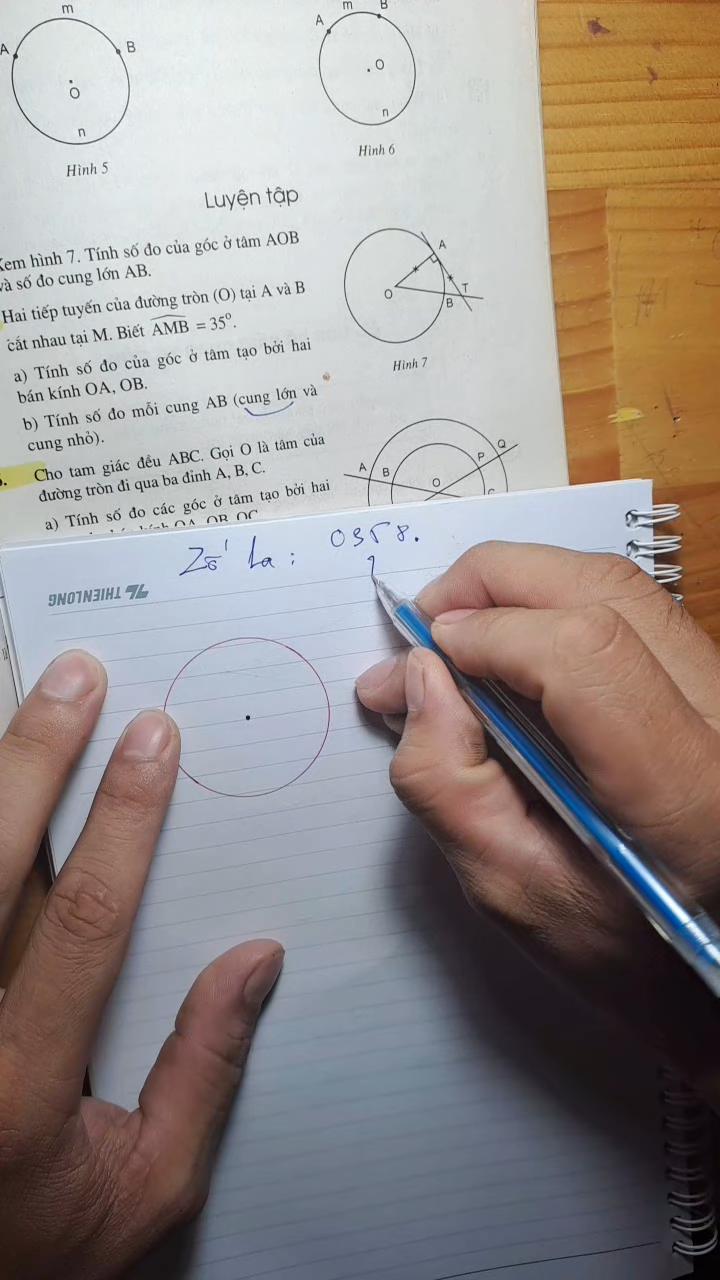 m
A B
O
n
Hình 5
A m B
O
n
Hình 6
Luyện tập
Xem hình 7. Tính số đo của góc ở tâm AOB
và số đo cung lớn AB.
Hai tiếp tuyến của đường tròn (O) tại A và B
cắt nhau tại M. Biết AMB = 35°.
a) Tính số đo của góc ở tâm tạo bởi hai
bán kính OA, OB.
b) Tính số đo mỗi cung AB (cung lớn và
cung nhỏ).
A
O
B T
Hình 7
Cho tam giác đều ABC. Gọi O là tâm của
đường tròn đi qua ba đỉnh A, B, C.
a) Tính số đo các góc ở tâm tạo bởi hai
OA, OB, OC
A B O P Q
C
Zố La: 0358.
THIENLONG